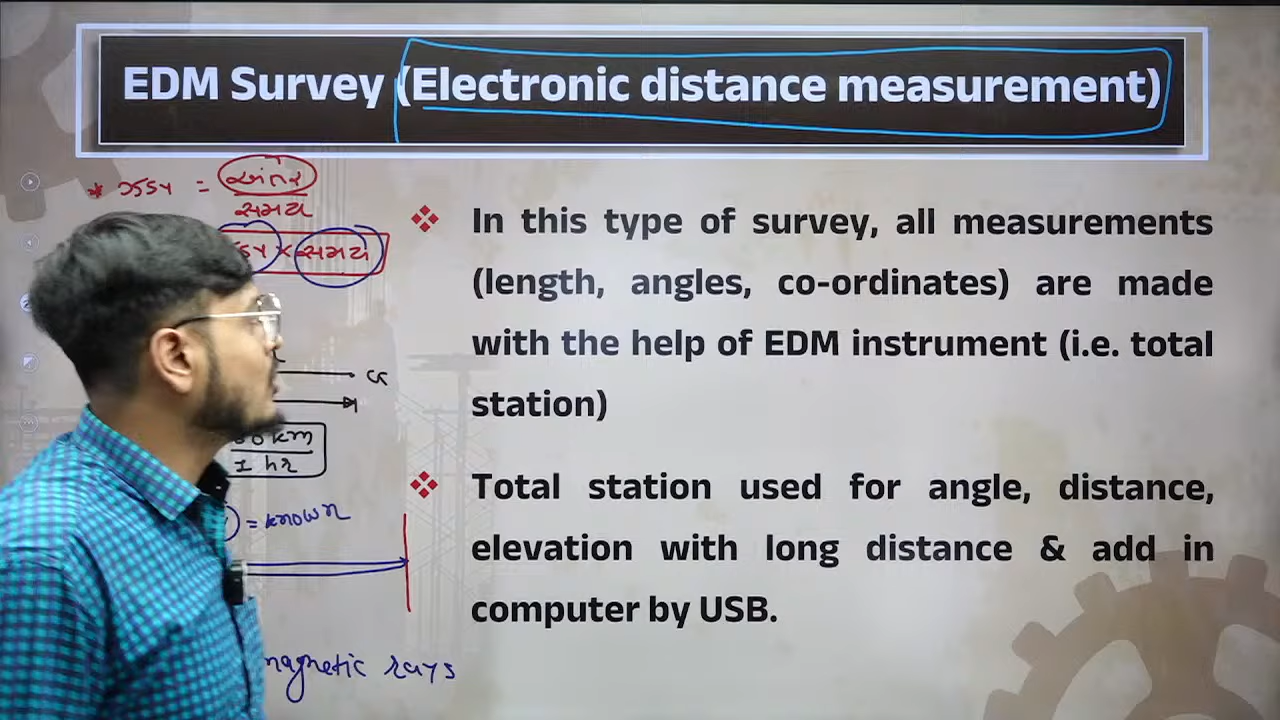 EDM Survey (Electronic distance measurement)
* ઝડપ = અંતર
સમય
× સમય
In this type of survey, all measurements
(length, angles, co-ordinates) are made
with the help of EDM instrument (i.e. total
station)
km
1 hr
= known
Total station used for angle, distance,
elevation with long distance & add in
computer by USB.
magnetic rays